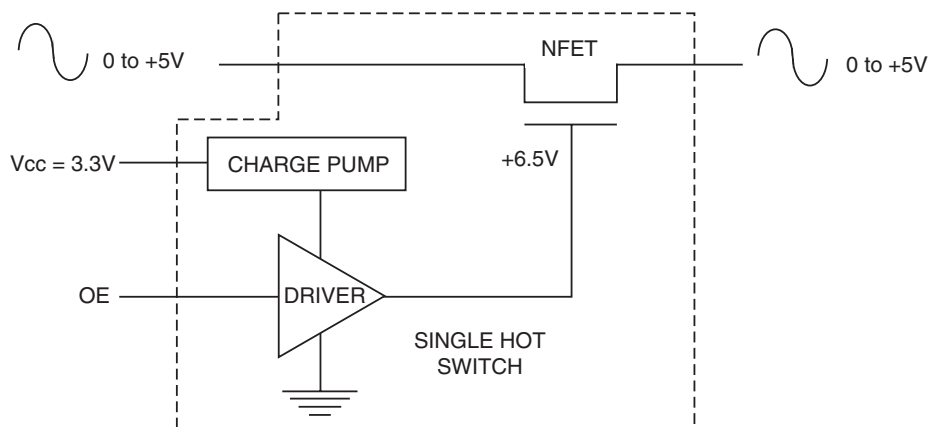 NFET
0 to +5V
0 to +5V
Vcc = 3.3V
CHARGE PUMP
+6.5V
OE
DRIVER
SINGLE HOT
SWITCH